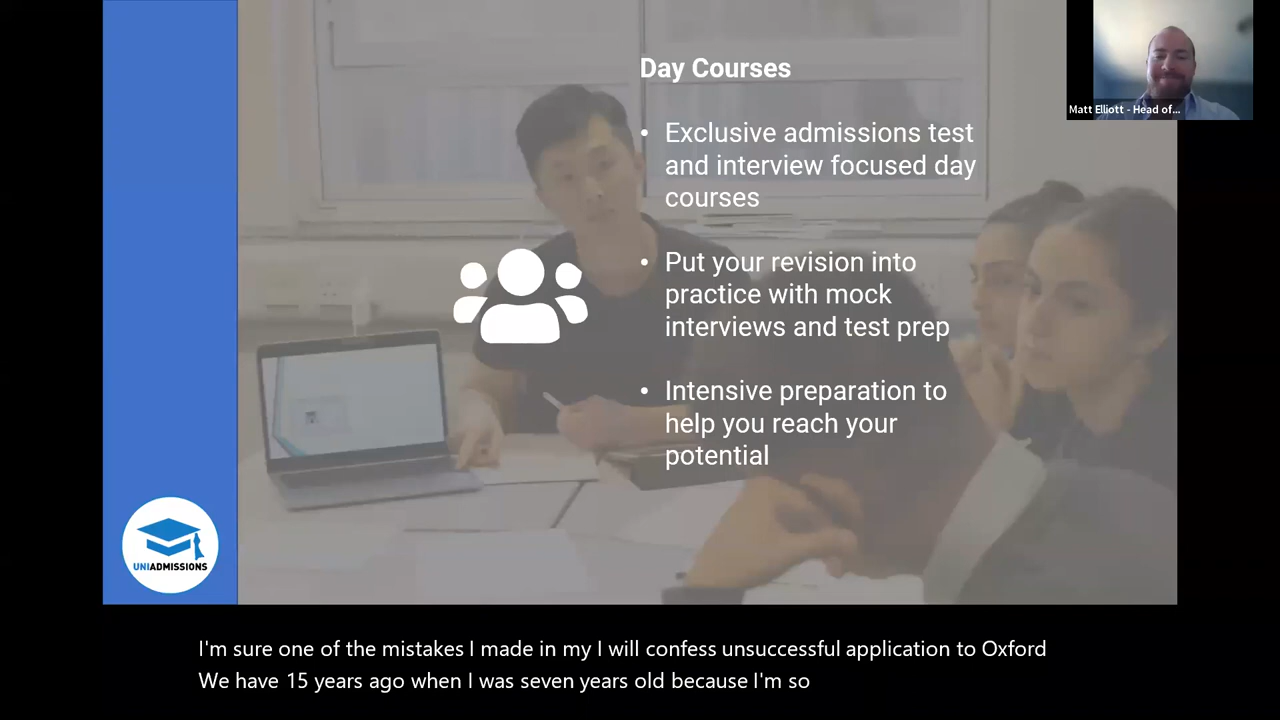 Day Courses
• Exclusive admissions test
and interview focused day
courses
• Put your revision into
practice with mock
interviews and test prep
• Intensive preparation to
help you reach your
potential
Matt Elliott - Head of...
UNIADMISSIONS
I'm sure one of the mistakes I made in my I will confess unsuccessful application to Oxford
We have 15 years ago when I was seven years old because I'm so